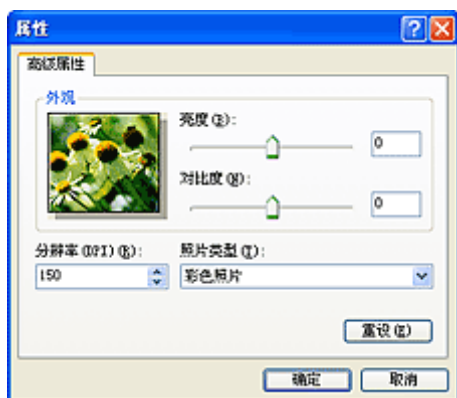 属性
高级属性
外观
亮度(B):
0
对比度(N):
0
分辨率(DPI)(R):
照片类型(T):
150
彩色照片
重设(E)
确定
取消